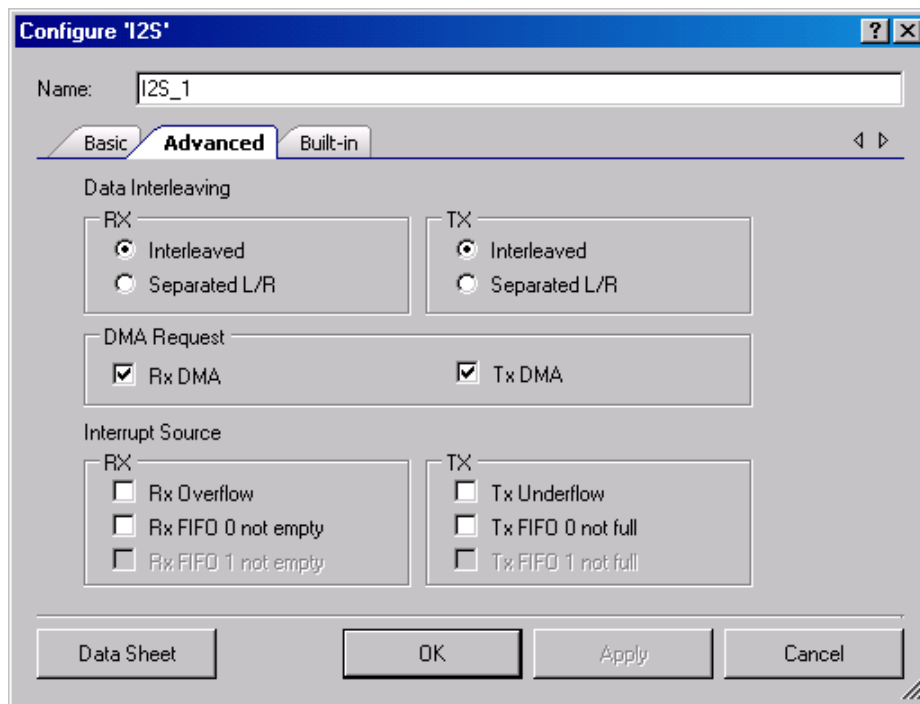 Configure 'I2S'
Name: I2S_1
Basic Advanced Built-in
Data Interleaving
RX TX
Interleaved Interleaved
Separated L/R Separated L/R
DMA Request
Rx DMA Tx DMA
Interrupt Source
RX TX
Rx Overflow Tx Underflow
Rx FIFO 0 not empty Tx FIFO 0 not full
Rx FIFO 1 not empty Tx FIFO 1 not full
Data Sheet OK Apply Cancel